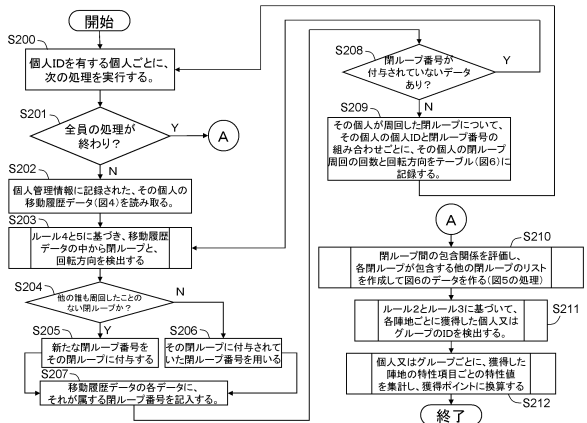 開始
S200
個人IDを有する個人ごとに、
次の処理を実行する。
S201
全員の処理が
終わり?
Y
A
N
S202
個人管理情報に記録された、その個人の
移動履歴データ(図4)を読み取る。
S203
ルール4と5に基づき、移動履歴
データの中から閉ループと、
回転方向を検出する
S204
他の誰も周回したことの
ない閉ループか?
N
Y
S205
新たな閉ループ番号を
その閉ループに付与する
S206
その閉ループに付与されて
いた閉ループ番号を用いる
S207
移動履歴データの各データに、
それが属する閉ループ番号を記入する。
S208
閉ループ番号が
付与されていないデータ
あり?
Y
N
S209
その個人が周回した閉ループについて、
その個人の個人IDと閉ループ番号の
組み合わせごとに、その個人の閉ループ
周回の回数と回転方向をテーブル(図6)に
記録する。
A
S210
閉ループ間の包含関係を評価し、
各閉ループが包含する他の閉ループのリスト
を作成して図6のデータを作る(図5の処理)
S211
ルール2とルール3に基づいて、
各陣地ごとに獲得した個人又は
グループのIDを検出する。
個人又はグループごとに、獲得した
陣地の特性項目ごとの特性値
を集計し、獲得ポイントに換算する
S212
終了